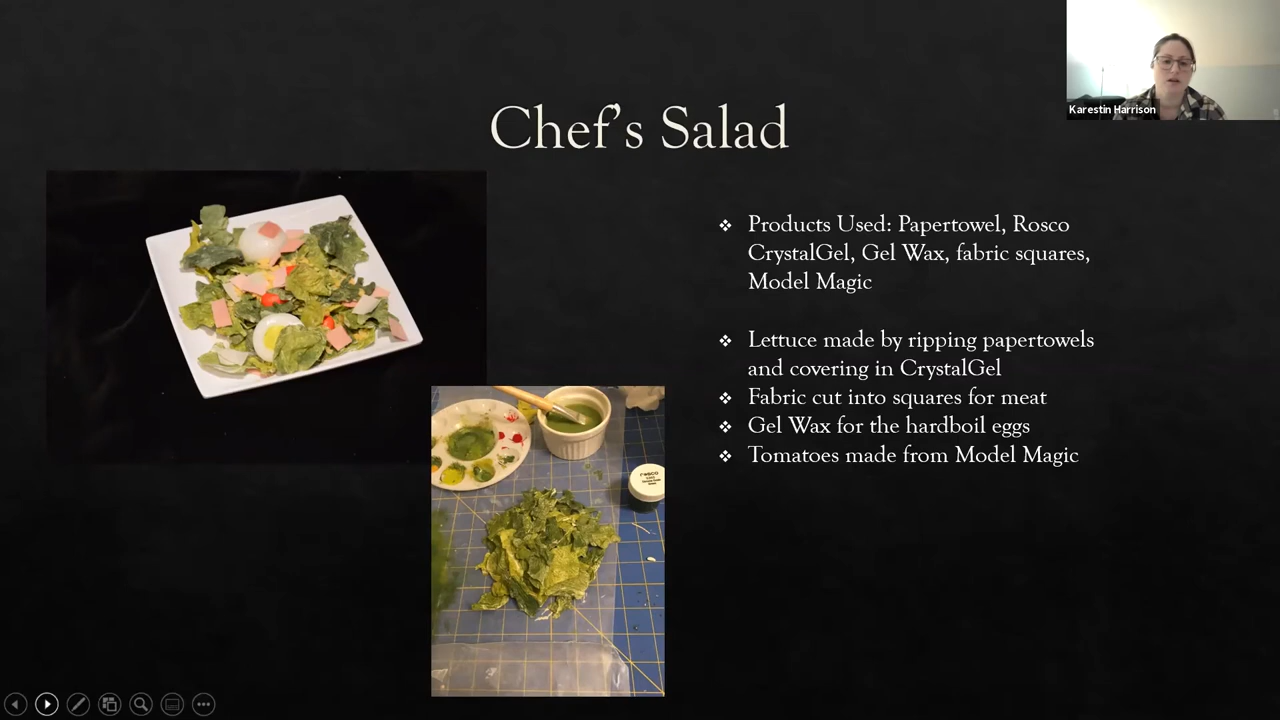 Karestin Harrison
Chef's Salad
❖ Products Used: Papertowel, Rosco
CrystalGel, Gel Wax, fabric squares,
Model Magic
❖ Lettuce made by ripping papertowels
and covering in CrystalGel
❖ Fabric cut into squares for meat
❖ Gel Wax for the hardboil eggs
❖ Tomatoes made from Model Magic
rosco